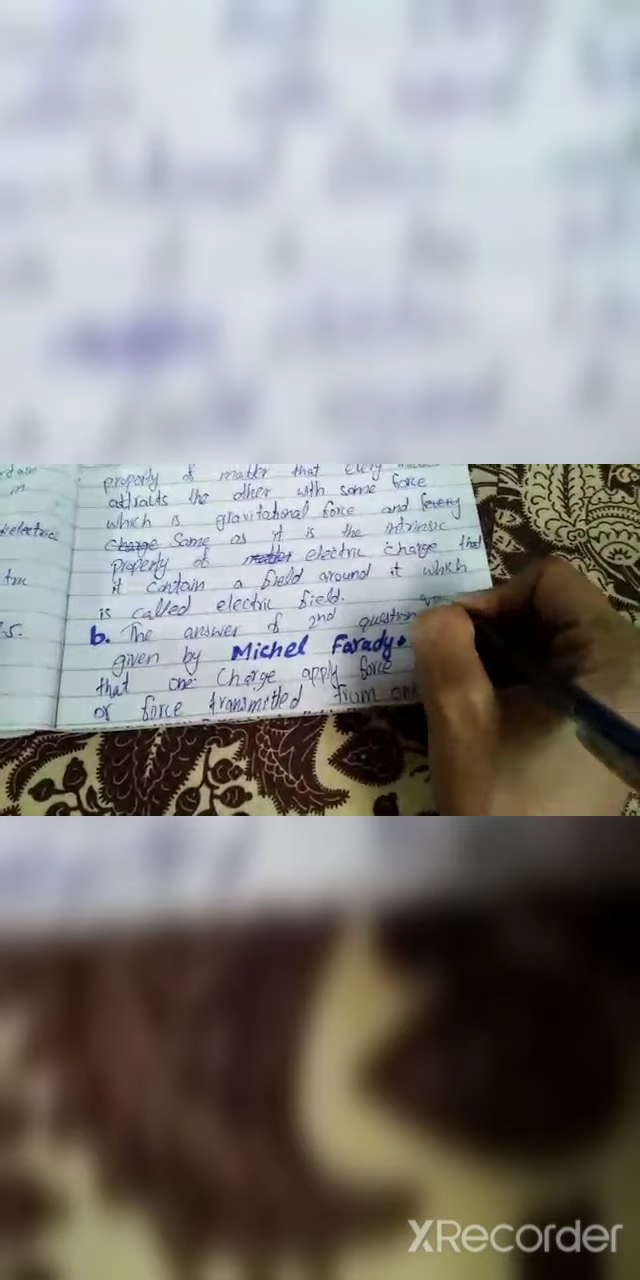 property of matter that every
attracts the other with same force
which is gravitational force and
charge Same as it is the intrinsic
property of matter electric charge that
it contain a field around it which
is called electric field.
b. The answer of 2nd question
given by Michel Farady
that one Charge apply force
or force transmitted from
XRecorder